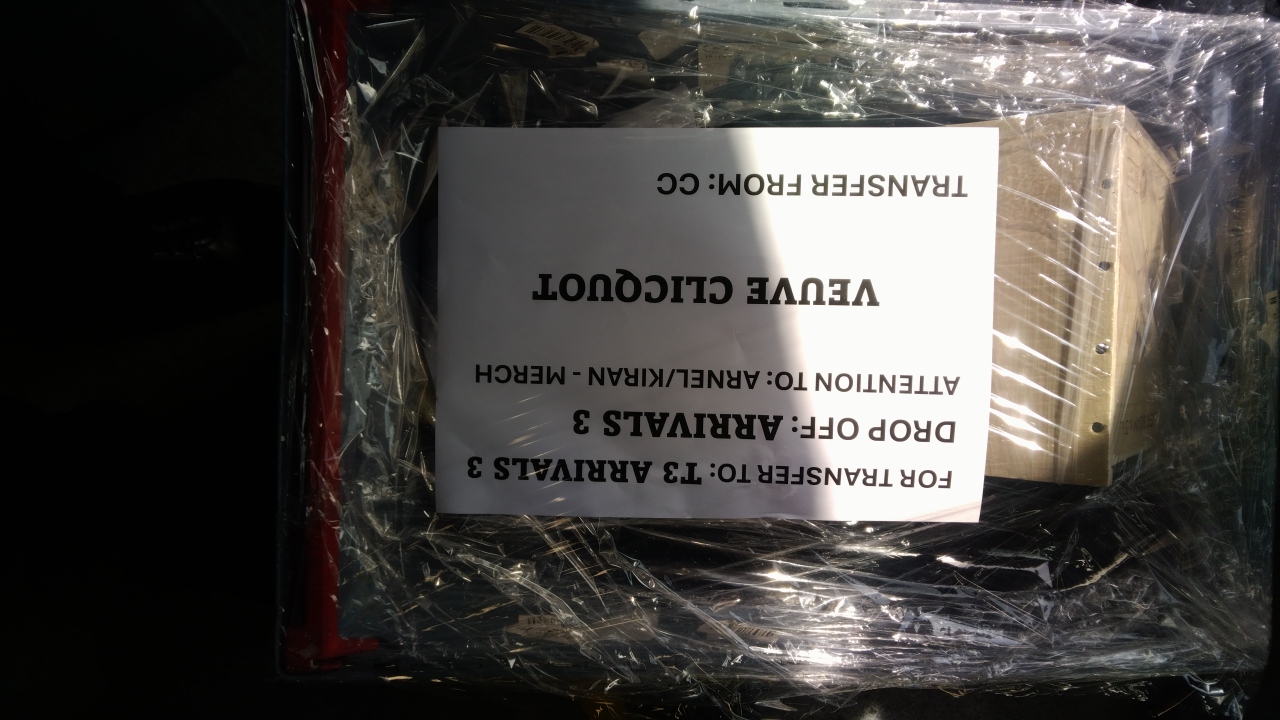 FOR TRANSFER TO: T3 ARRIVALS 3
DROP OFF: ARRIVALS 3
ATTENTION TO: ARNEL/KIRAN - MERCH
VEUVE CLICQUOT
TRANSFER FROM: CC